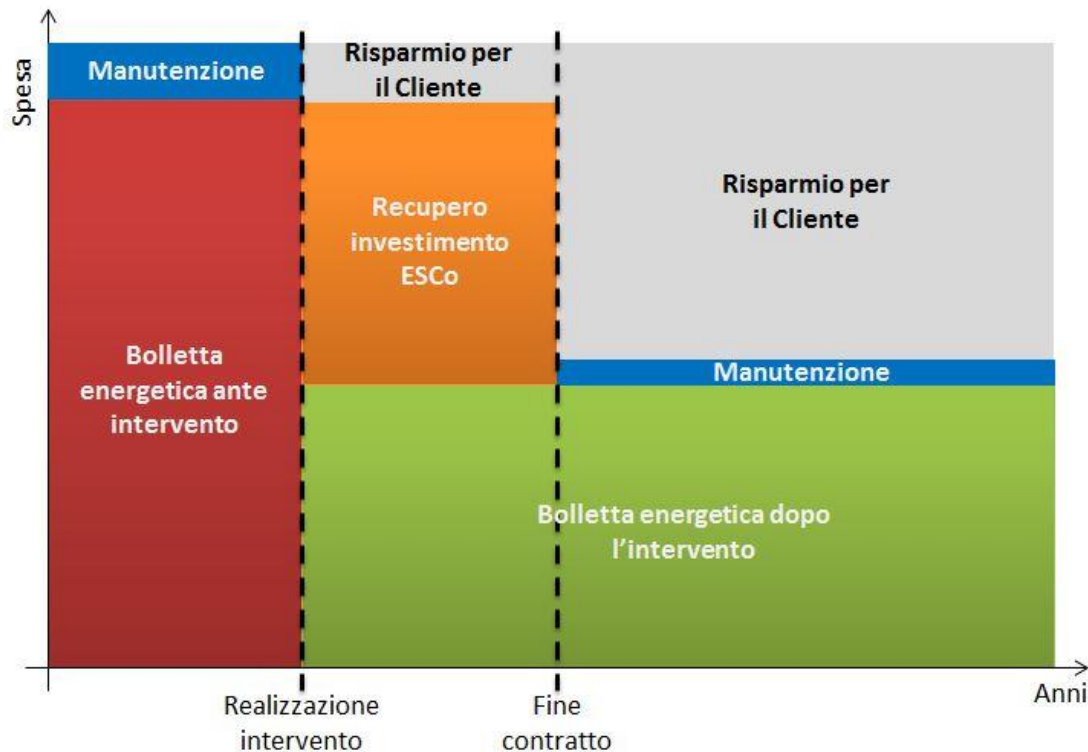 Spesa
Manutenzione
Risparmio per
il Cliente
Recupero
investimento
ESCo
Risparmio per
il Cliente
Bolletta
energetica ante
intervento
Manutenzione
Bolletta energetica dopo
l'intervento
Anni
Realizzazione
intervento
Fine
contratto